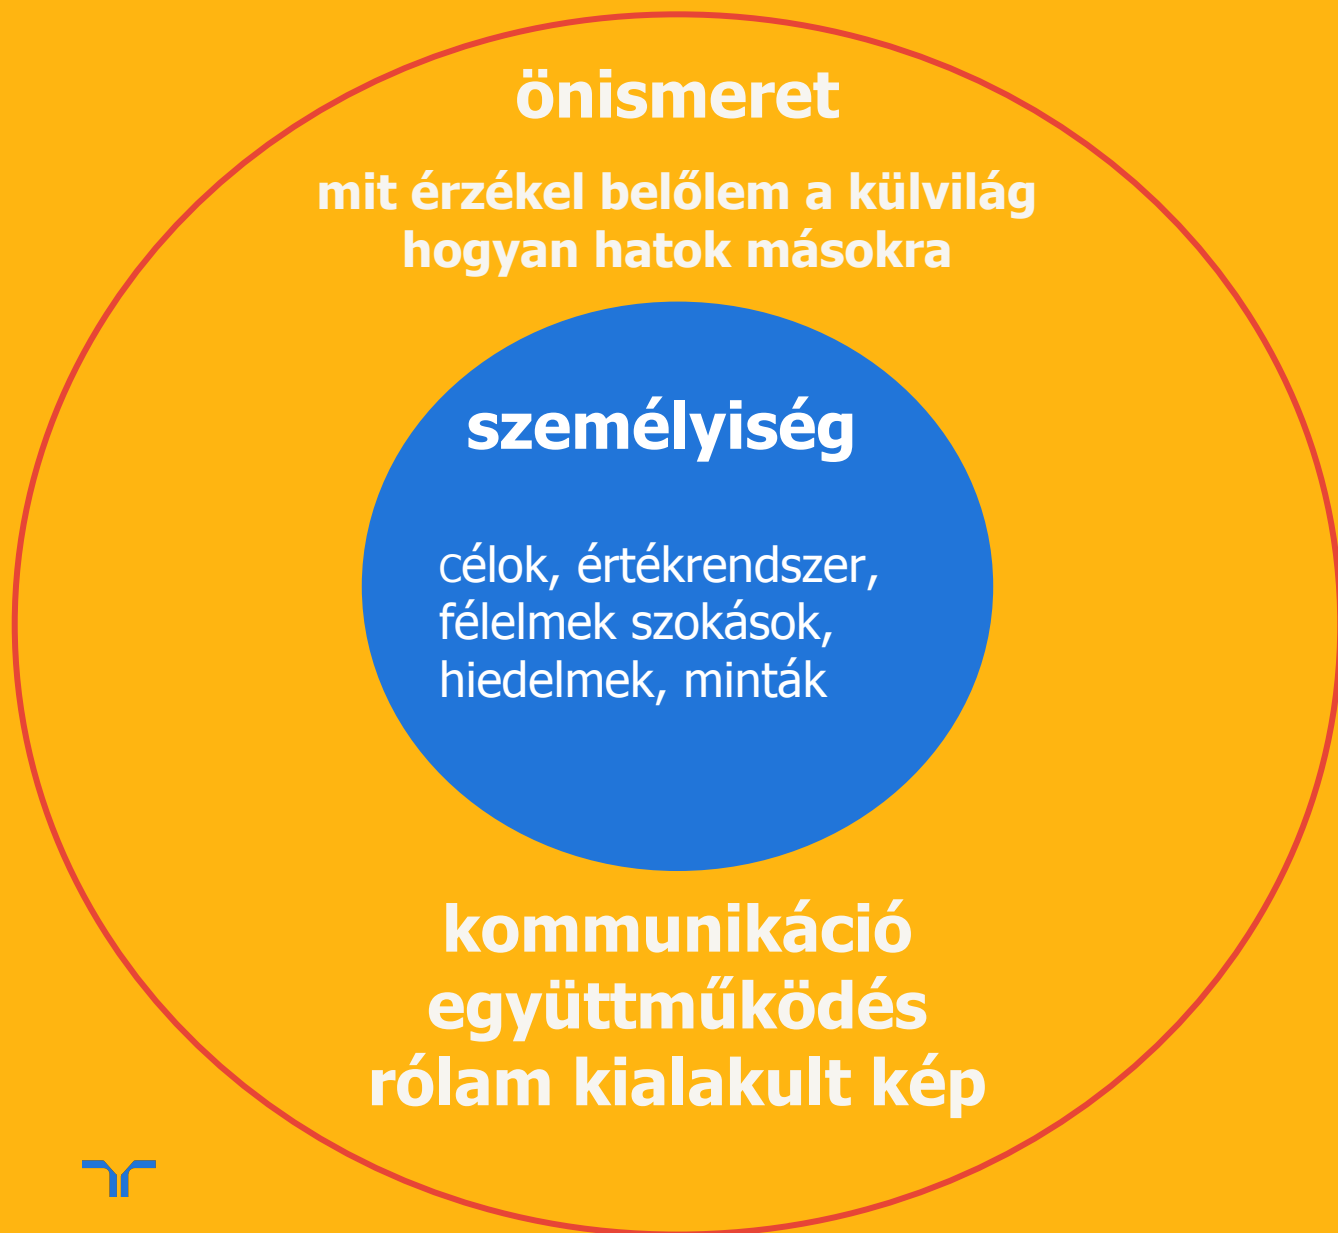 önismeret
mit érzékel belőlem a külvilág
hogyan hatok másokra
személyiség
célok, értékrendszer,
félelmek szokások,
hiedelmek, minták
kommunikáció
együttműködés
rólam kialakult kép